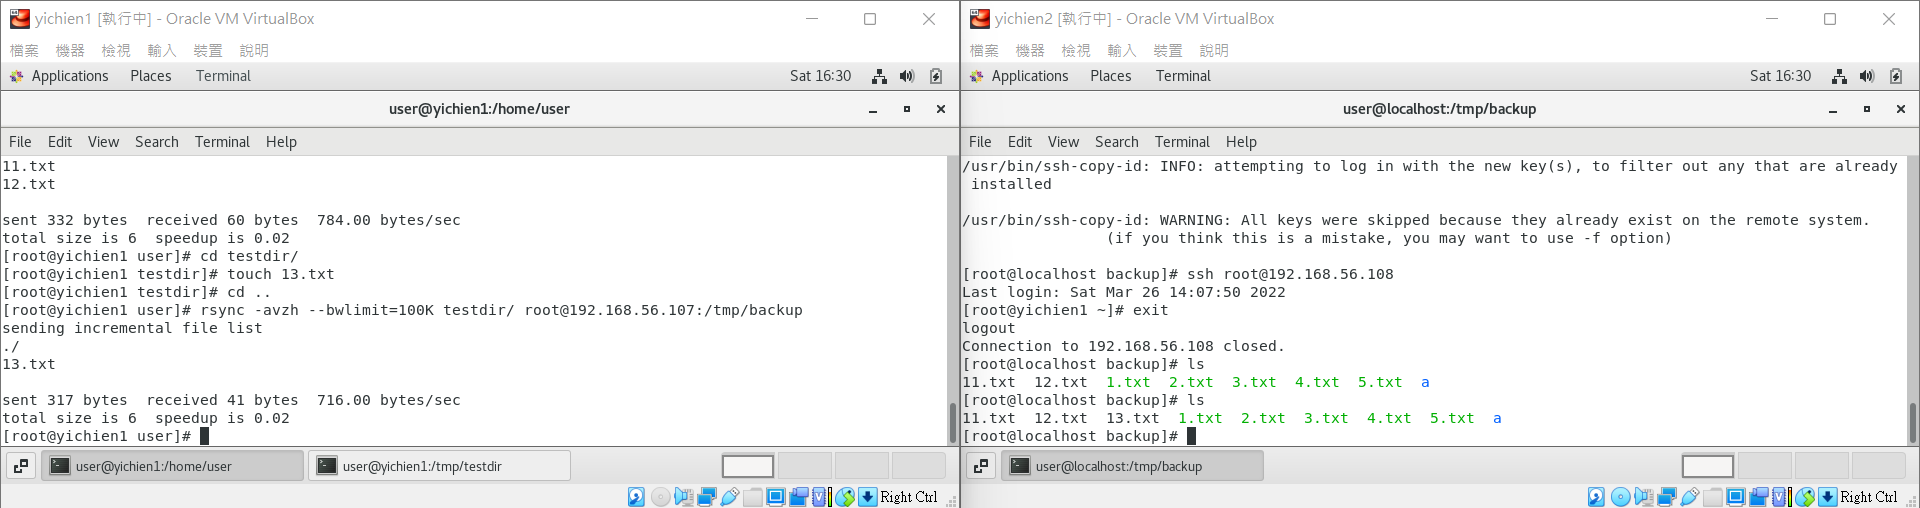 yichien1 [執行中] - Oracle VM VirtualBox
檔案 機器 檢視 輸入 裝置 說明
Applications Places Terminal Sat 16:30
user@yichien1:/home/user
File Edit View Search Terminal Help
11.txt
12.txt
sent 332 bytes  received 60 bytes  784.00 bytes/sec
total size is 6  speedup is 0.02
[root@yichien1 user]# cd testdir/
[root@yichien1 testdir]# touch 13.txt
[root@yichien1 testdir]# cd ..
[root@yichien1 user]# rsync -avzh --bwlimit=100K testdir/ root@192.168.56.107:/tmp/backup
sending incremental file list
./
13.txt
sent 317 bytes  received 41 bytes  716.00 bytes/sec
total size is 6  speedup is 0.02
[root@yichien1 user]#
user@yichien1:/home/user user@yichien1:/tmp/testdir
Right Ctrl
yichien2 [執行中] - Oracle VM VirtualBox
檔案 機器 檢視 輸入 裝置 說明
Applications Places Terminal Sat 16:30
user@localhost:/tmp/backup
File Edit View Search Terminal Help
/usr/bin/ssh-copy-id: INFO: attempting to log in with the new key(s), to filter out any that are already
 installed
/usr/bin/ssh-copy-id: WARNING: All keys were skipped because they already exist on the remote system.
(if you think this is a mistake, you may want to use -f option)
[root@localhost backup]# ssh root@192.168.56.108
Last login: Sat Mar 26 14:07:50 2022
[root@yichien1 ~]# exit
logout
Connection to 192.168.56.108 closed.
[root@localhost backup]# ls
11.txt  12.txt  1.txt  2.txt  3.txt  4.txt  5.txt  a
[root@localhost backup]# ls
11.txt  12.txt  13.txt  1.txt  2.txt  3.txt  4.txt  5.txt  a
[root@localhost backup]#
user@localhost:/tmp/backup
Right Ctrl